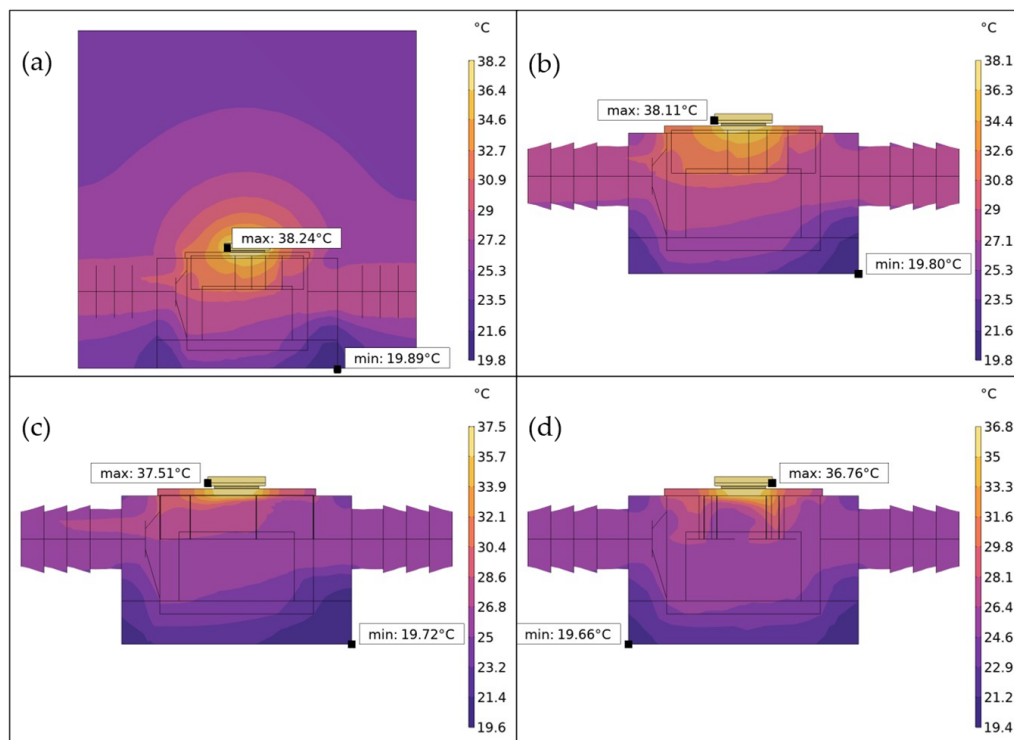 (a)
°C
38.2
36.4
34.6
32.7
30.9
29
27.2
25.3
23.5
21.6
19.8
max: 38.24°C
min: 19.89°C
(b)
°C
38.1
36.3
34.4
32.6
30.8
29
27.1
25.3
23.5
21.6
19.8
max: 38.11°C
min: 19.80°C
(c)
°C
37.5
35.7
33.9
32.1
30.4
28.6
26.8
25
23.2
21.4
19.6
max: 37.51°C
min: 19.72°C
(d)
°C
36.8
35
33.3
31.6
29.8
28.1
26.4
24.6
22.9
21.2
19.4
max: 36.76°C
min: 19.66°C